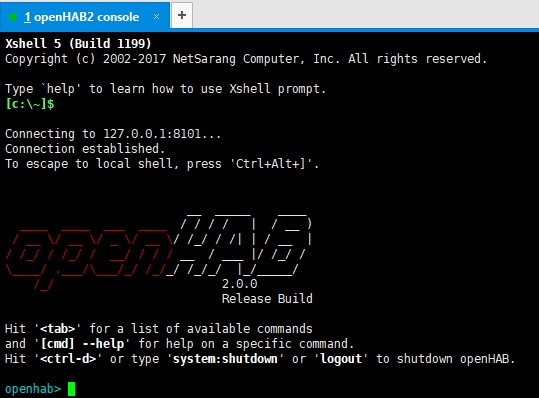 1 openHAB2 console
Xshell 5 (Build 1199)
Copyright (c) 2002-2017 NetSarang Computer, Inc. All rights reserved.
Type `help' to learn how to use Xshell prompt.
[c:\~]$
Connecting to 127.0.0.1:8101...
Connection established.
To escape to local shell, press 'Ctrl+Alt+]'.
openHAB
2.0.0
Release Build
Hit '<tab>' for a list of available commands
and '[cmd] --help' for help on a specific command.
Hit '<ctrl-d>' or type 'system:shutdown' or 'logout' to shutdown openHAB.
openhab>